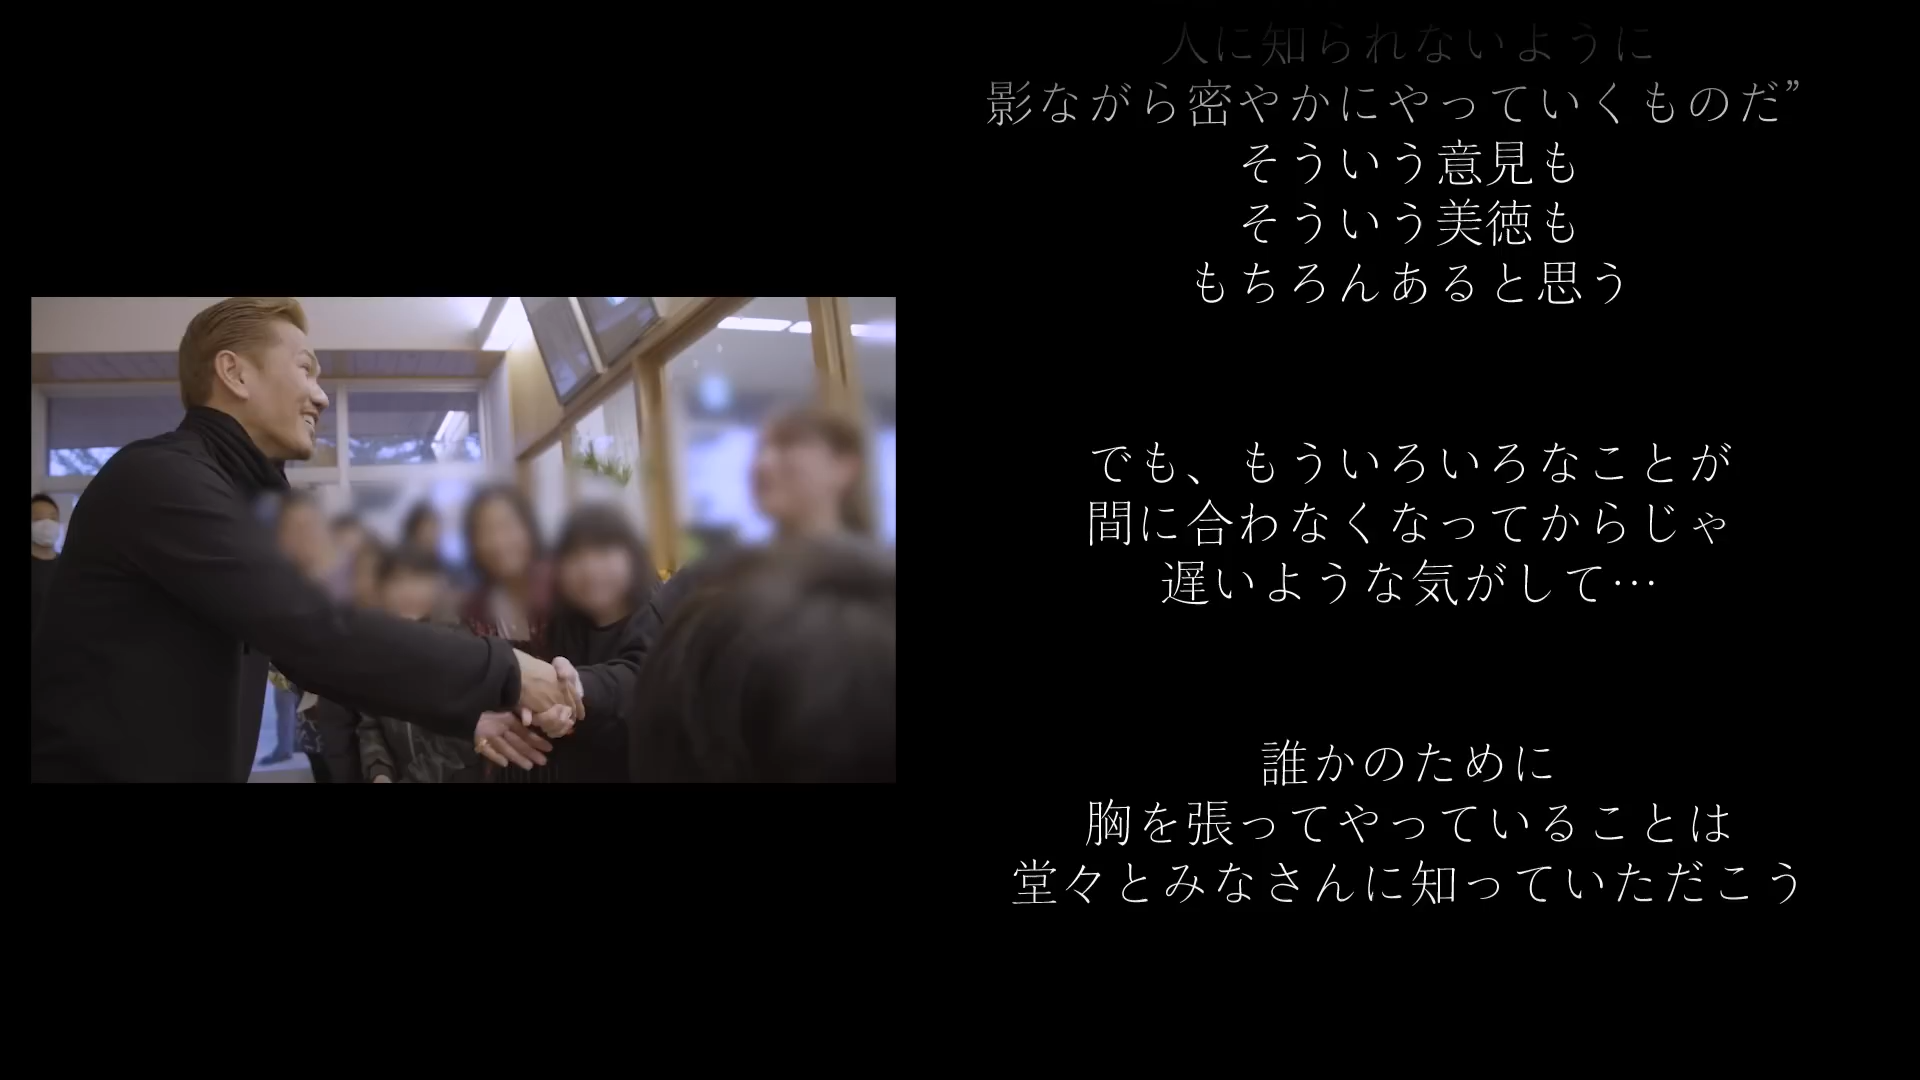 人に知られないように
影ながら密やかにやっていくものだ”
そういう意見も
そういう美徳も
もちろんあると思う
でも、もういろいろなことが
間に合わなくなってからじゃ
遅いような気がして…
誰かのために
胸を張ってやっていることは
堂々とみなさんに知っていただこう